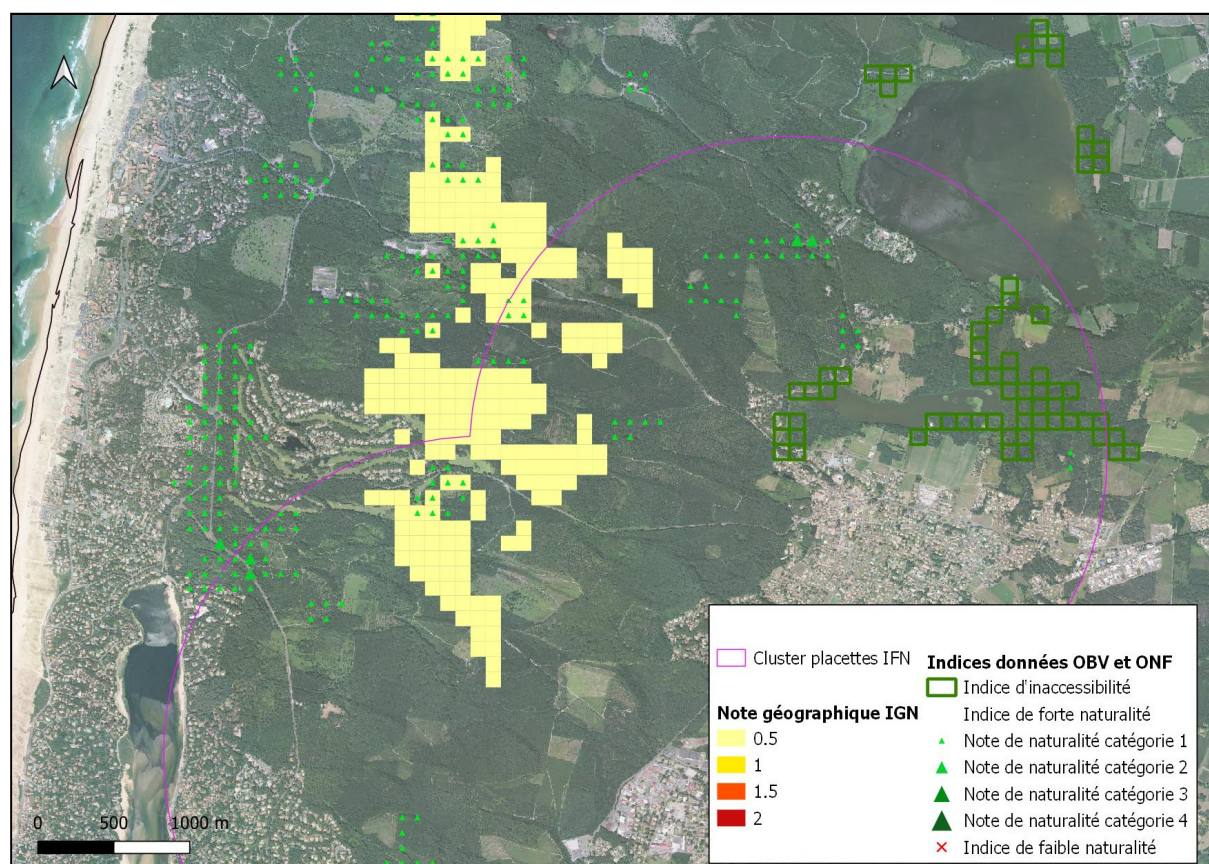 Cluster placettes IFN
Note géographique IGN
0.5
1
1.5
2
Indices données OBV et ONF
Indice d'inaccessibilité
Indice de forte naturalité
Note de naturalité catégorie 1
Note de naturalité catégorie 2
Note de naturalité catégorie 3
Note de naturalité catégorie 4
Indice de faible naturalité
0 500 1000 m